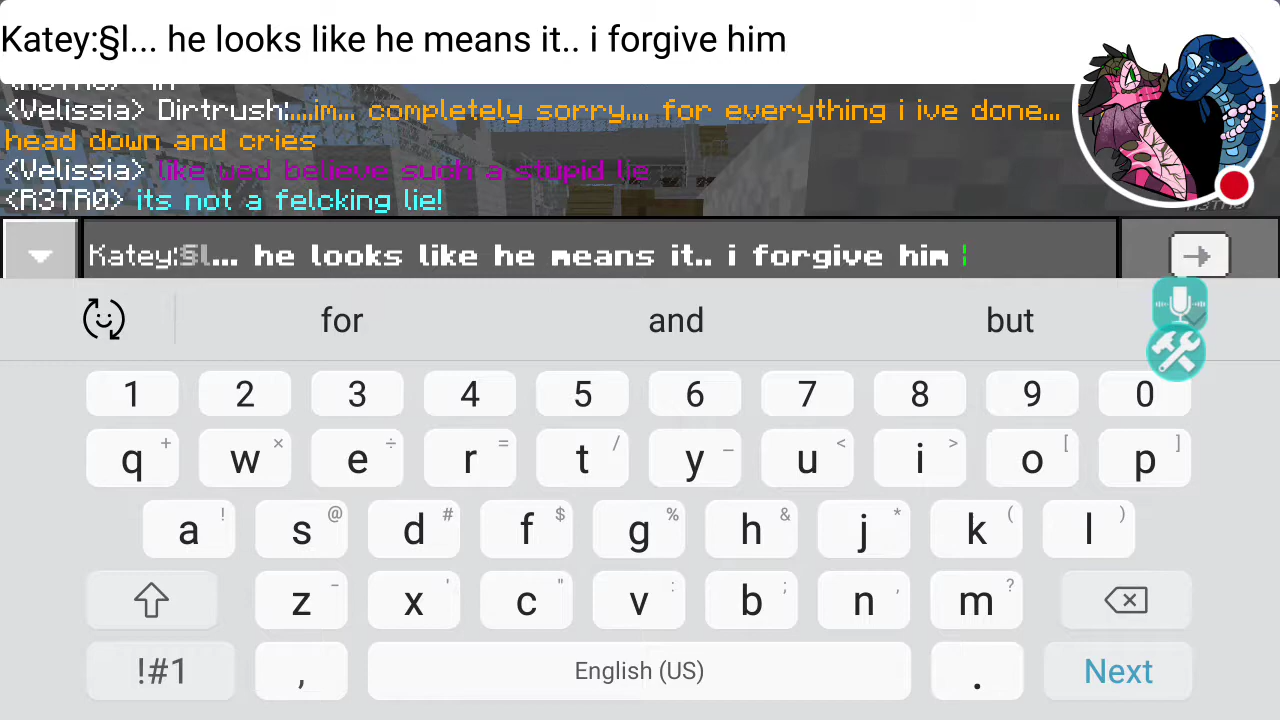 Katey:§l... he looks like he means it.. i forgive him
<Velissia> Dirtrush:....im... completely sorry.... for everything i ive done...
head down and cries
<Velissia> like wed believe such a stupid lie
<R3TR0> its not a felcking lie!
Katey:§l... he looks like he means it.. i forgive him
for and but
1 2 3 4 5 6 7 8 9 0
q + w × e ÷ r = t / y _ u < i > o [ p ]
a ! s @ d # f $ g % h & j * k ( l )
z - x ' c " v : b ; n , m ?
!#1 , English (US) . Next